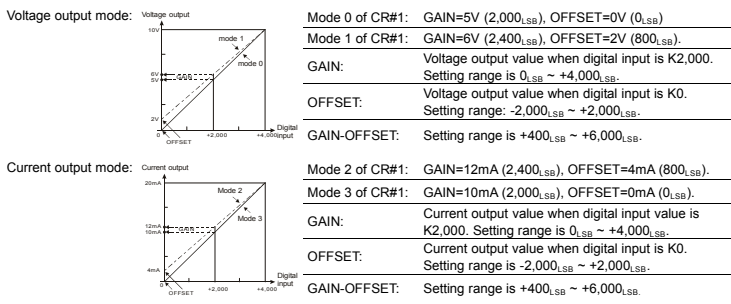 Voltage output mode:
Voltage output
10V
6V
5V
2V
0
GAIN
mode 1
mode 0
OFFSET
+2,000
+4,000
Digital
input
Mode 0 of CR#1: GAIN=5V (2,000LSB), OFFSET=0V (0LSB)
Mode 1 of CR#1: GAIN=6V (2,400LSB), OFFSET=2V (800LSB).
GAIN: Voltage output value when digital input is K2,000.
Setting range is 0LSB ~ +4,000LSB.
OFFSET: Voltage output value when digital input is K0.
Setting range: -2,000LSB ~ +2,000LSB.
GAIN-OFFSET: Setting range is +400LSB ~ +6,000LSB.
Current output mode:
Current output
20mA
12mA
10mA
4mA
0
GAIN
Mode 2
Mode 3
OFFSET
+2,000
+4,000
Digital
input
Mode 2 of CR#1: GAIN=12mA (2,400LSB), OFFSET=4mA (800LSB).
Mode 3 of CR#1: GAIN=10mA (2,000LSB), OFFSET=0mA (0LSB).
GAIN: Current output value when digital input value is
K2,000. Setting range is 0LSB ~ +4,000LSB.
OFFSET: Current output value when digital input is K0.
Setting range is -2,000LSB ~ +2,000LSB.
GAIN-OFFSET: Setting range is +400LSB ~ +6,000LSB.